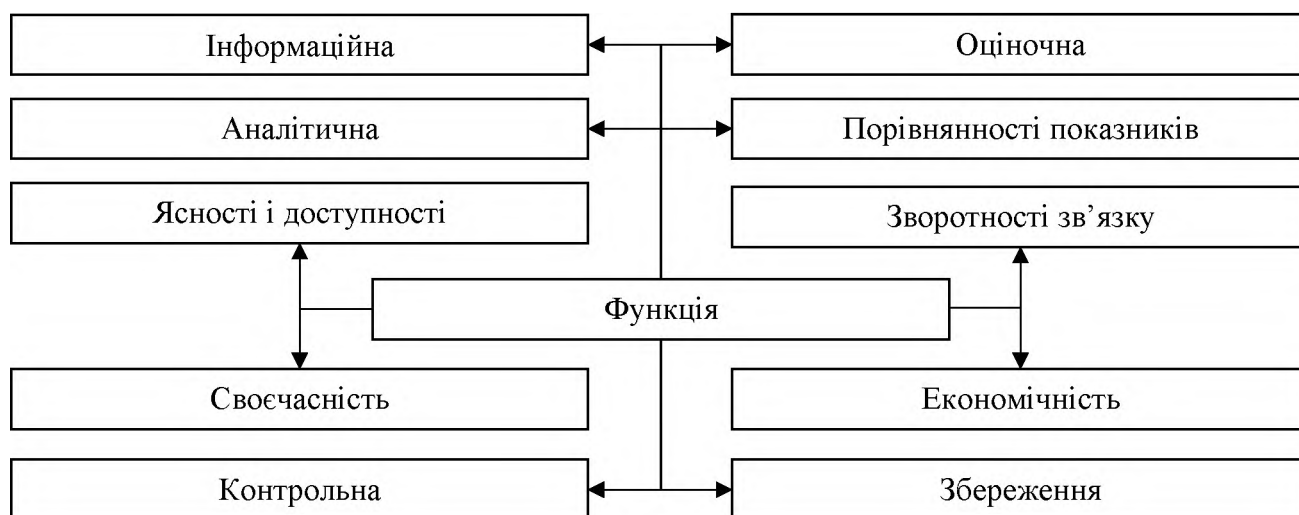 Інформаційна
Оціночна
Аналітична
Порівнянності показників
Ясності і доступності
Зворотності зв’язку
Функція
Своєчасність
Економічність
Контрольна
Збереження